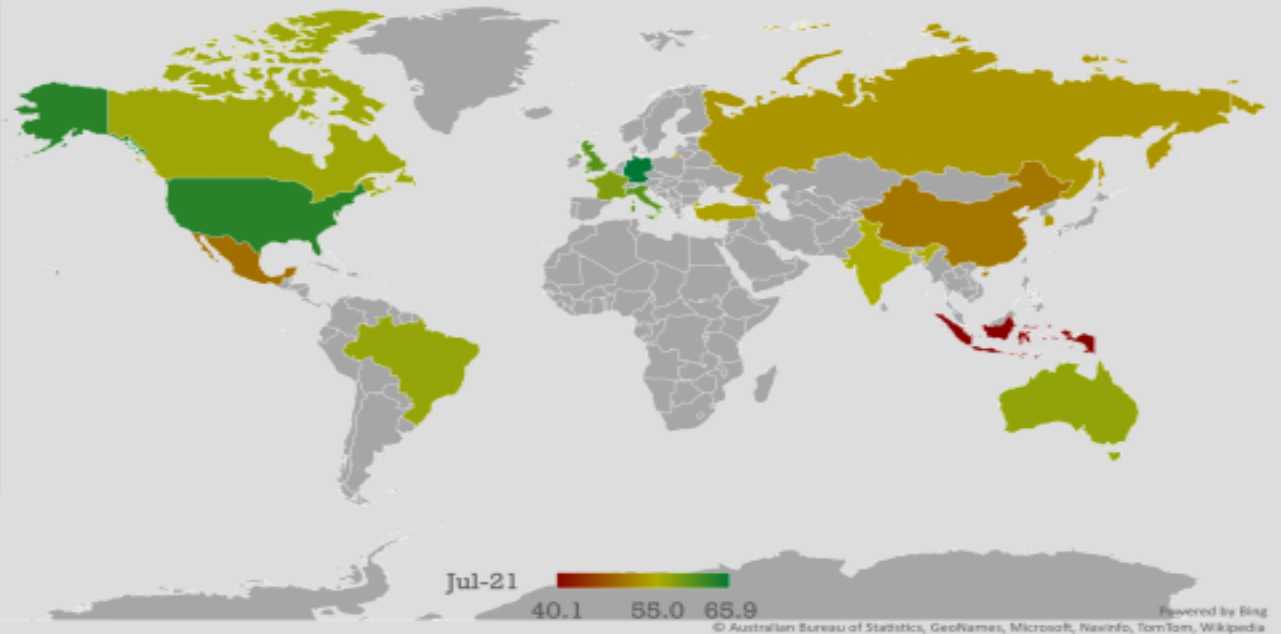 Jul-21
40.1 55.0 65.9
Powered by Bing
© Australian Bureau of Statistics, GeoNames, Microsoft, Navinfo, TomTom, Wikipedia